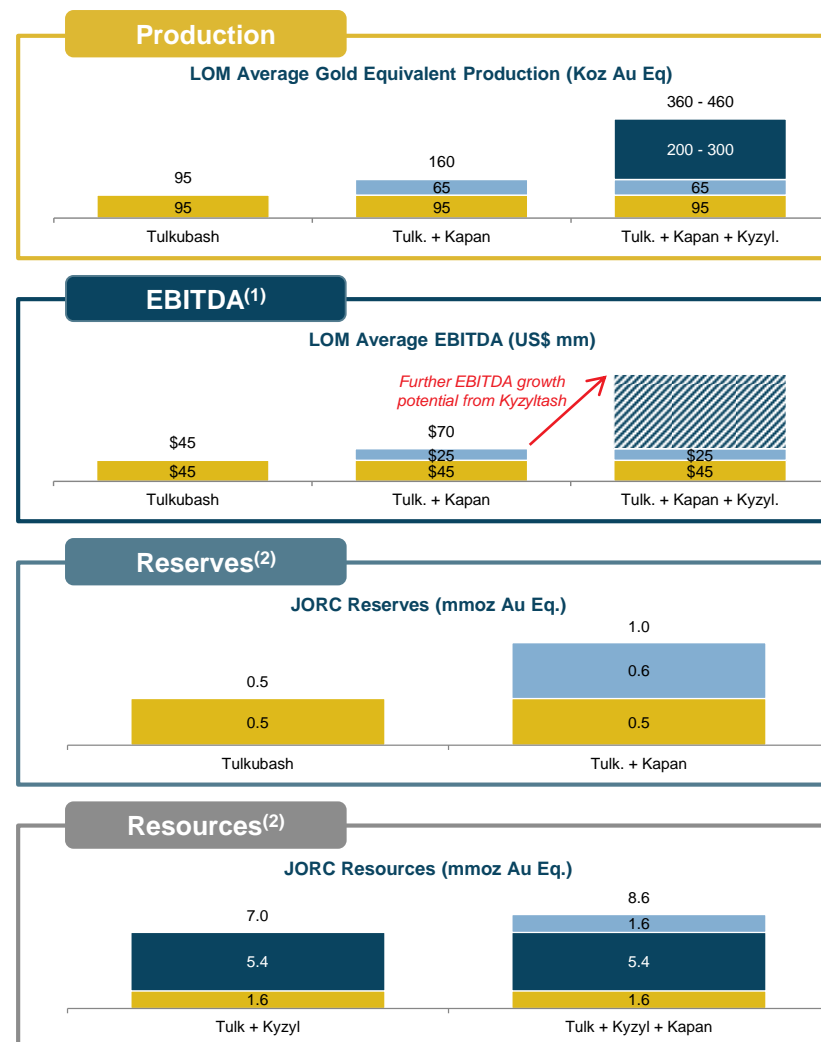 Production
LOM Average Gold Equivalent Production (Koz Au Eq)
360 - 460
200 - 300
160
95
65
65
95
95
95
Tulkubash
Tulk. + Kapan
Tulk. + Kapan + Kyzyl.
EBITDA(1)
LOM Average EBITDA (US$ mm)
Further EBITDA growth
potential from Kyzyltash
$70
$45
$25
$25
$45
$45
$45
Tulkubash
Tulk. + Kapan
Tulk. + Kapan + Kyzyl.
Reserves(2)
JORC Reserves (mmoz Au Eq.)
1.0
0.6
0.5
0.5
0.5
Tulkubash
Tulk. + Kapan
Resources(2)
JORC Resources (mmoz Au Eq.)
8.6
7.0
1.6
5.4
5.4
1.6
1.6
Tulk + Kyzyl
Tulk + Kyzyl + Kapan